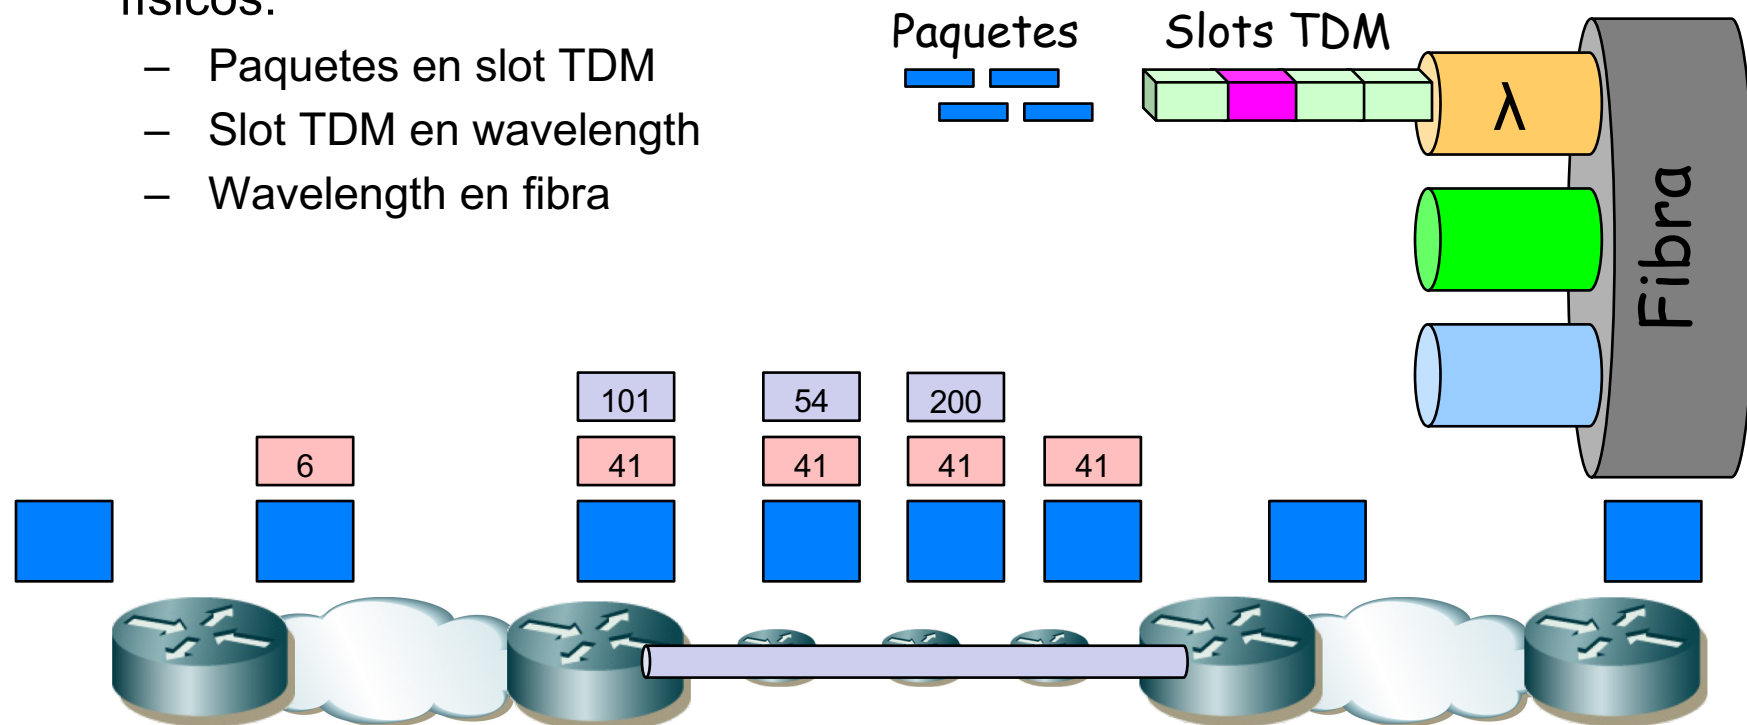 físicos:
– Paquetes en slot TDM
– Slot TDM en wavelength
– Wavelength en fibra
Paquetes
Slots TDM
λ
Fibra
101
54
200
6
41
41
41
41